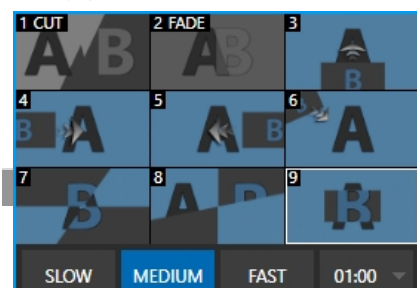 1 CUT 2 FADE 3
A B A B A
B
4 5 6
B A A B A
7 8 9
B A B
SLOW MEDIUM FAST 01:00